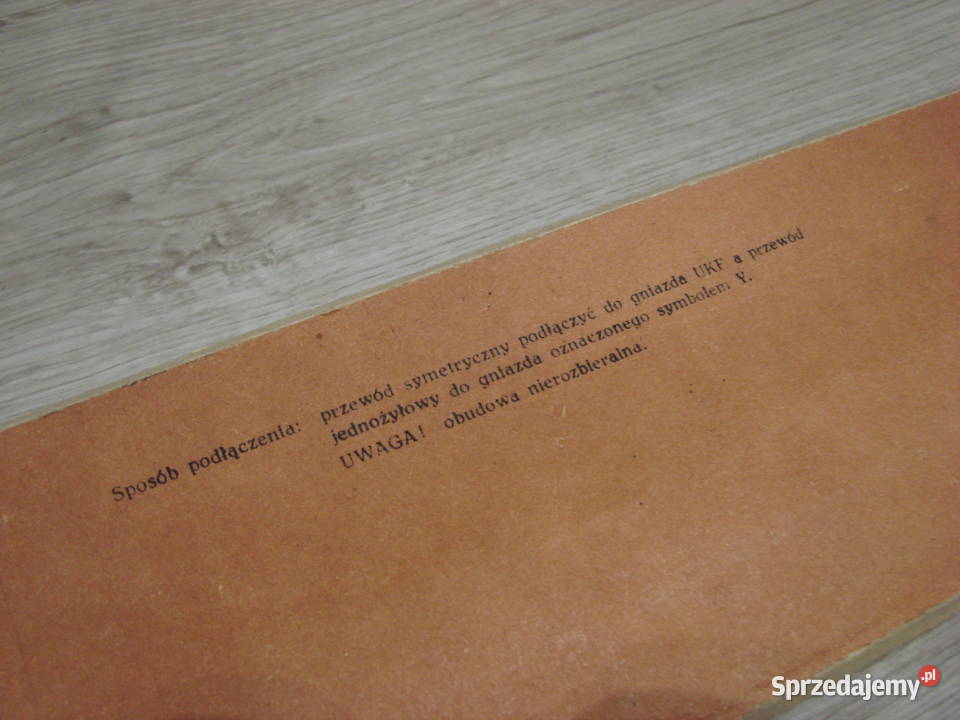 Sposób podłączenia: przewód symetryczny podłączyć do gniazda UKF a przewód
jednożyłowy do gniazda oznaczonego symbolem Y.
UWAGA! obudowa nierozbieralna.
Sprzedajemy.pl